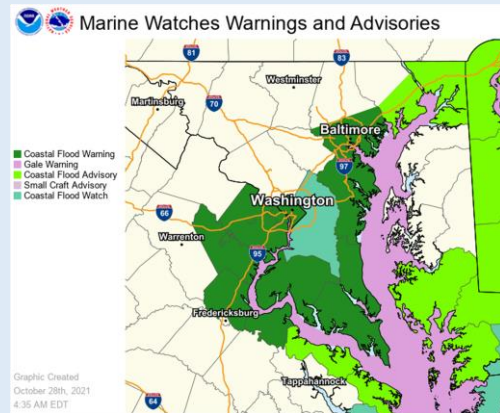 Marine Watches Warnings and Advisories
81
83
Westminster
Martinsburg
70
Baltimore
Coastal Flood Warning
Gale Warning
Coastal Flood Advisory
Small Craft Advisory
Coastal Flood Watch
97
Washington
66
Warrenton
95
Fredericksburg
Graphic Created
October 28th, 2021
4:35 AM EDT
Tappahannock
64